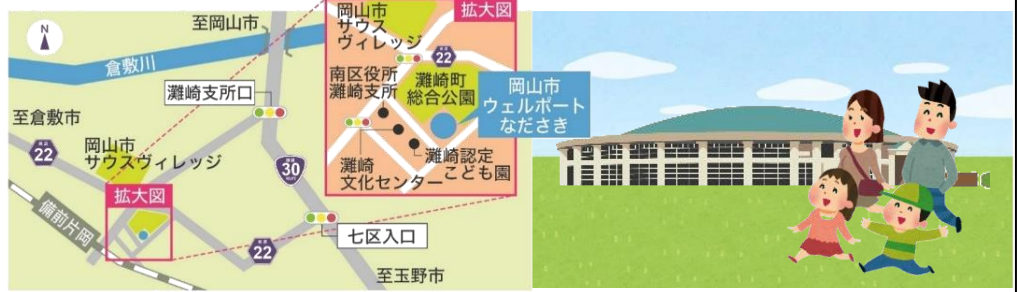 N
至岡山市
倉敷川
灘崎支所口
至倉敷市
22
岡山市
サウスヴィレッジ
30
拡大図
備前片岡
22
七区入口
至玉野市
拡大図
岡山市
サウス
ヴィレッジ
22
南区役所
灘崎支所
灘崎町
総合公園
岡山市
ウェルポート
なださき
灘崎
文化センター
灘崎認定
こども園